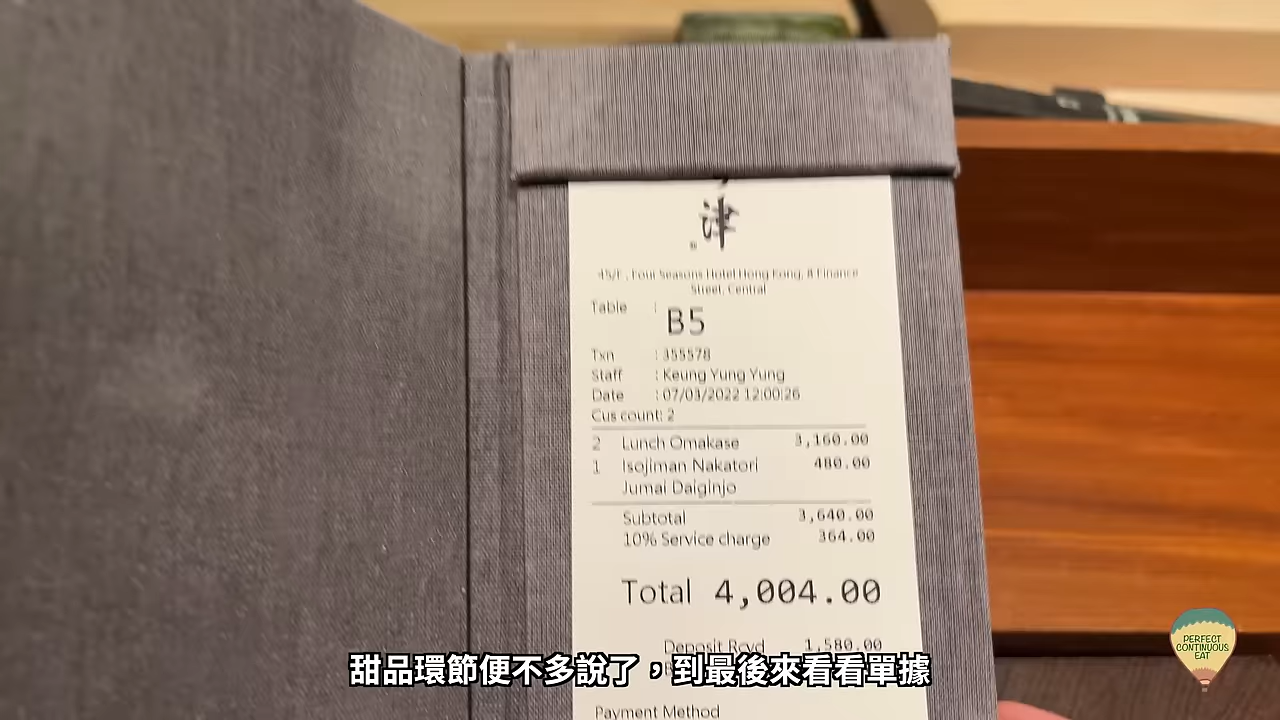 津
45/F., Four Seasons Hotel Hong Kong, 8 Finance
Street, Central
Table :
B5
Txn : 355578
Staff : Keung Yung Yung
Date : 07/03/2022 12:00:26
Cus count: 2
2 Lunch Omakase 3,160.00
1 Isojiman Nakatori 480.00
Jumai Daiginjo
Subtotal 3,640.00
10% Service charge 364.00
Total 4,004.00
Deposit Rcvd 1,580.00
甜品環節便不多說了，到最後來看看單據
Payment Method
PERFECT
CONTINUOUS
EAT